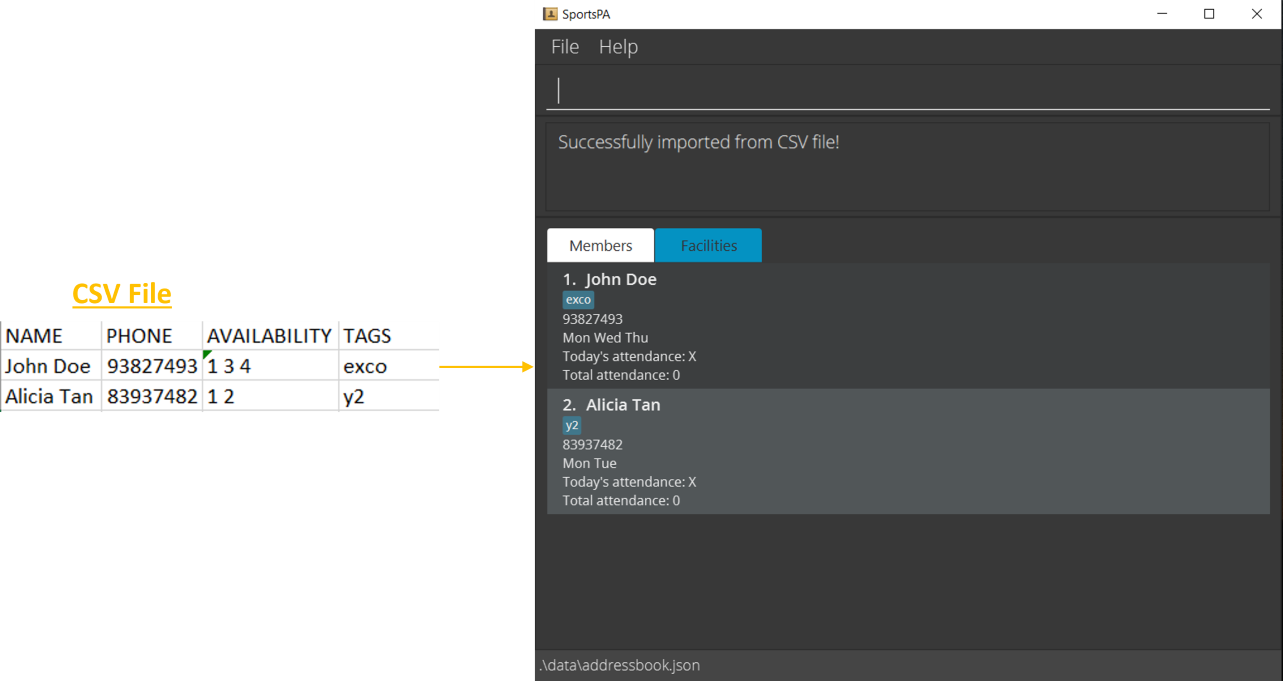 CSV File
NAME PHONE AVAILABILITY TAGS
John Doe 93827493 1 3 4 exco
Alicia Tan 83937482 1 2 y2
SportsPA
File Help
Successfully imported from CSV file!
Members Facilities
1. John Doe
exco
93827493
Mon Wed Thu
Today's attendance: X
Total attendance: 0
2. Alicia Tan
y2
83937482
Mon Tue
Today's attendance: X
Total attendance: 0
.\data\addressbook.json